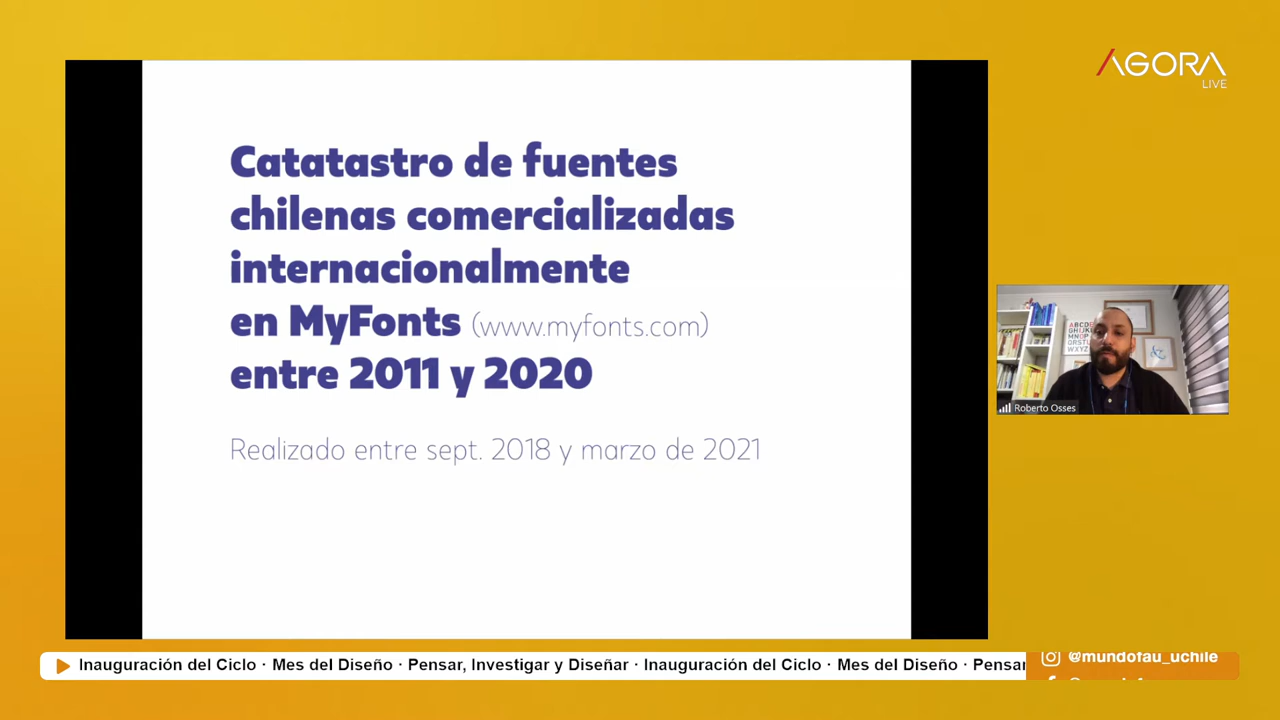 AGORA
LIVE
Catatastro de fuentes
chilenas comercializadas
internacionalmente
en MyFonts (www.myfonts.com)
entre 2011 y 2020
Realizado entre sept. 2018 y marzo de 2021
ABCDE
Roberto Osses
Inauguración del Ciclo · Mes del Diseño · Pensar, Investigar y Diseñar · Inauguración del Ciclo · Mes del Diseño · Pensar
@mundofau_uchile